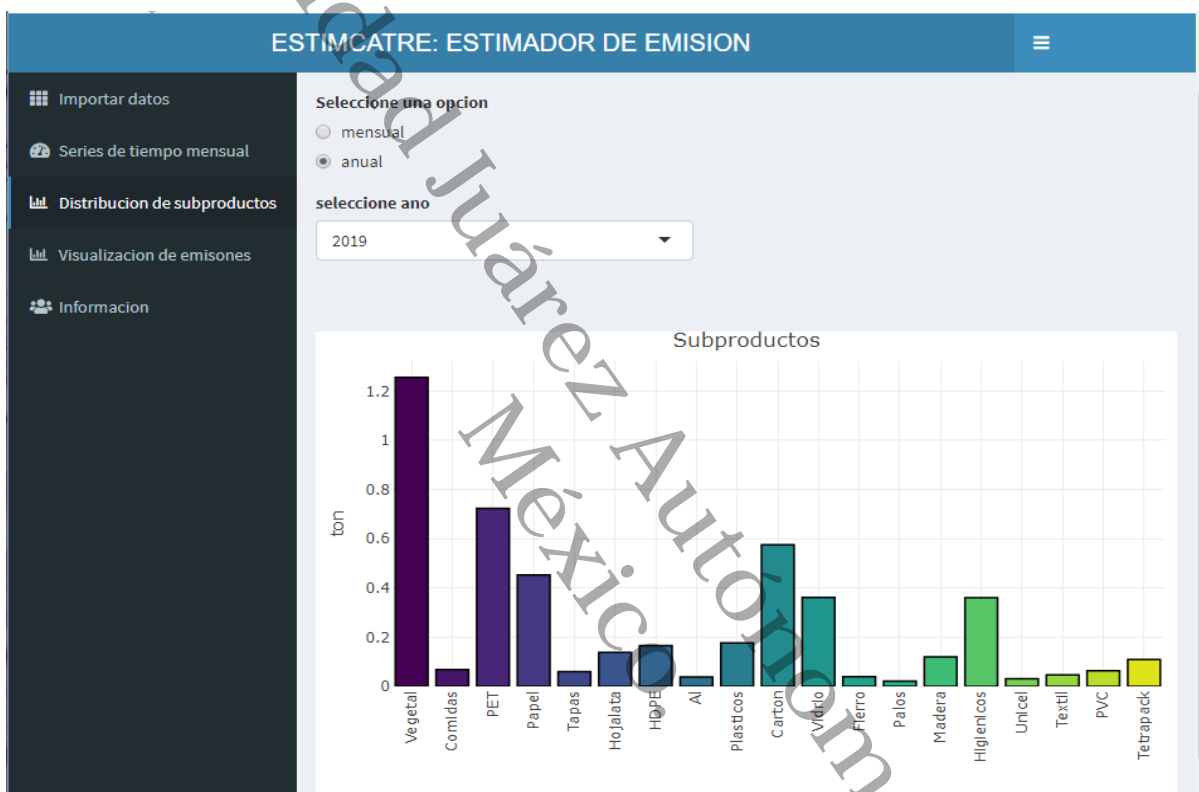 ESTIMCATRE: ESTIMADOR DE EMISION
Importar datos
Series de tiempo mensual
Distribucion de subproductos
Visualizacion de emisones
Informacion
Seleccione una opcion
mensual
anual
seleccione ano
2019
Subproductos
ton
1.2
1
0.8
0.6
0.4
0.2
0
Vegetal
Comidas
PET
Papel
Tapas
Hojalata
HDPE
Al
Plasticos
Carton
Vidrio
Fierro
Palos
Madera
Higienicos
Unicel
Textil
PVC
Tetrapack
Juárez Autónom
México.